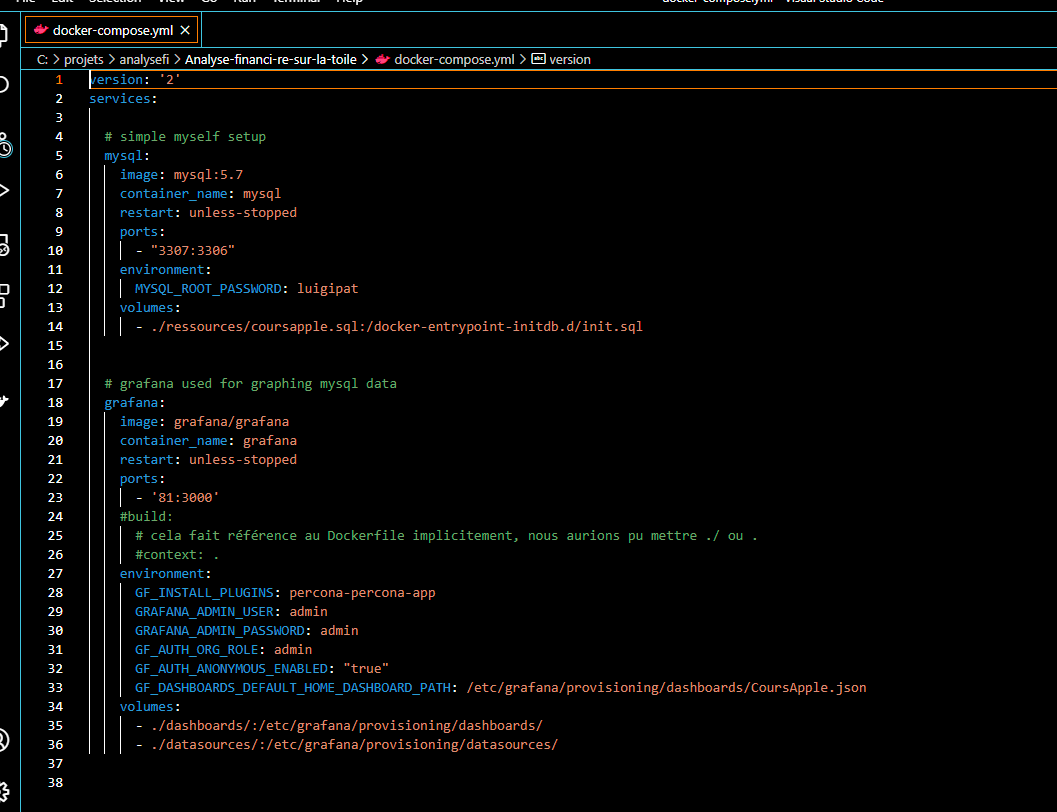 docker-compose.yml
C: > projets > analysefi > Analyse-financi-re-sur-la-toile > docker-compose.yml > version
1 version: '2'
2 services:
3
4 # simple myself setup
5 mysql:
6 image: mysql:5.7
7 container_name: mysql
8 restart: unless-stopped
9 ports:
10 - "3307:3306"
11 environment:
12 MYSQL_ROOT_PASSWORD: luigipat
13 volumes:
14 - ./ressources/coursapple.sql:/docker-entrypoint-initdb.d/init.sql
15
16
17 # grafana used for graphing mysql data
18 grafana:
19 image: grafana/grafana
20 container_name: grafana
21 restart: unless-stopped
22 ports:
23 - '81:3000'
24 #build:
25 # cela fait référence au Dockerfile implicitement, nous aurions pu mettre ./ ou .
26 #context: .
27 environment:
28 GF_INSTALL_PLUGINS: percona-percona-app
29 GRAFANA_ADMIN_USER: admin
30 GRAFANA_ADMIN_PASSWORD: admin
31 GF_AUTH_ORG_ROLE: admin
32 GF_AUTH_ANONYMOUS_ENABLED: "true"
33 GF_DASHBOARDS_DEFAULT_HOME_DASHBOARD_PATH: /etc/grafana/provisioning/dashboards/CoursApple.json
34 volumes:
35 - ./dashboards/:/etc/grafana/provisioning/dashboards/
36 - ./datasources/:/etc/grafana/provisioning/datasources/
37
38